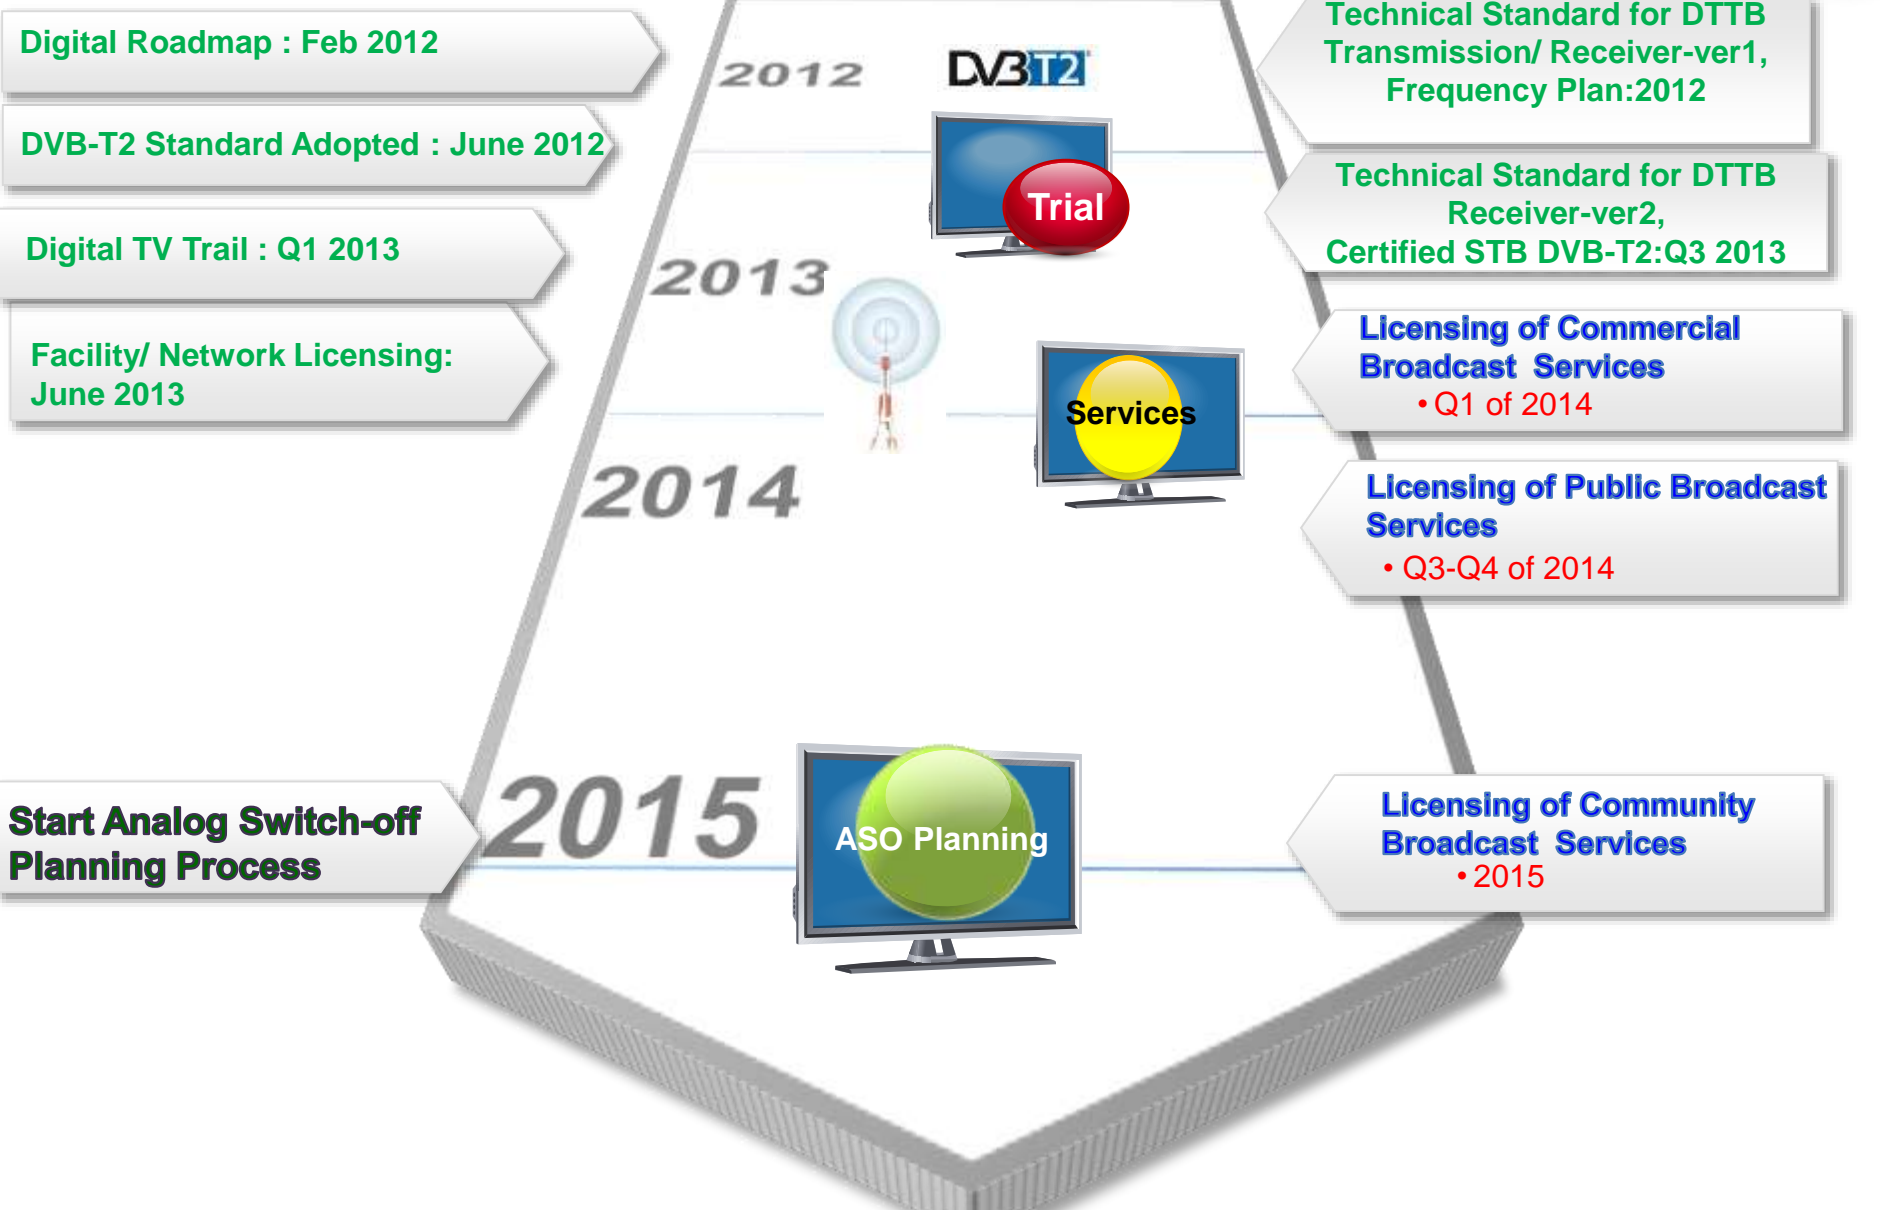 Digital Roadmap : Feb 2012
DVB-T2 Standard Adopted : June 2012
Digital TV Trail : Q1 2013
Facility/ Network Licensing:
June 2013
Start Analog Switch-off
Planning Process
2012
DVB T2
Trial
2013
Services
2014
2015
ASO Planning
Technical Standard for DTTB
Transmission/ Receiver-ver1,
Frequency Plan:2012
Technical Standard for DTTB
Receiver-ver2,
Certified STB DVB-T2:Q3 2013
Licensing of Commercial
Broadcast Services
• Q1 of 2014
Licensing of Public Broadcast
Services
• Q3-Q4 of 2014
Licensing of Community
Broadcast Services
• 2015